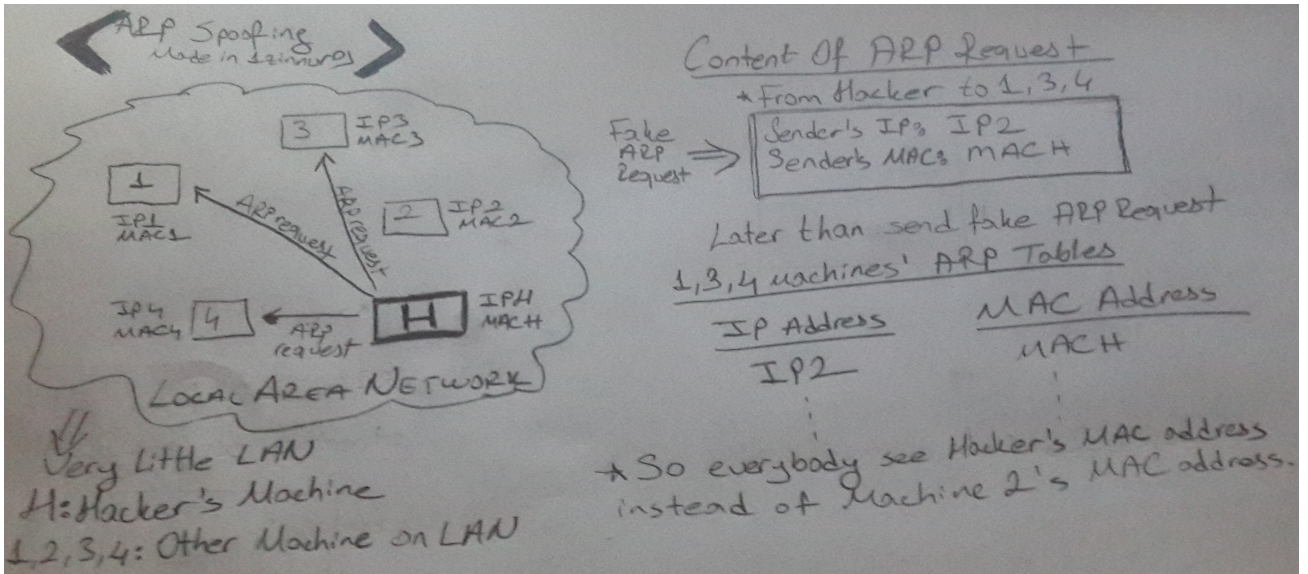 ARP Spoofing
Made in 1zinnur9
3
IP3
MAC3
1
IP1
MAC1
2
IP2
MAC2
ARP request
ARP request
IP4
MAC4
4
ARP
request
H
IPH
MACH
LOCAL AREA NETWORK
Very Little LAN
H: Hacker's Machine
1,2,3,4: Other Machine on LAN
Content Of ARP Request
* From Hacker to 1,3,4
Fake
ARP
Request
Sender's IP: IP2
Sender's MAC: MACH
Later than send fake ARP Request
1,3,4 machines' ARP Tables
IP Address
MAC Address
IP2
MACH
* So everybody see Hacker's MAC address
instead of Machine 2's MAC address.